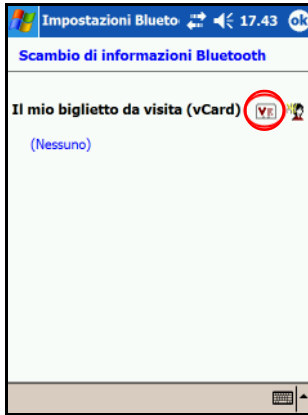 Impostazioni Blueto 17.43 ok
Scambio di informazioni Bluetooth
Il mio biglietto da visita (vCard)
(Nessuno)